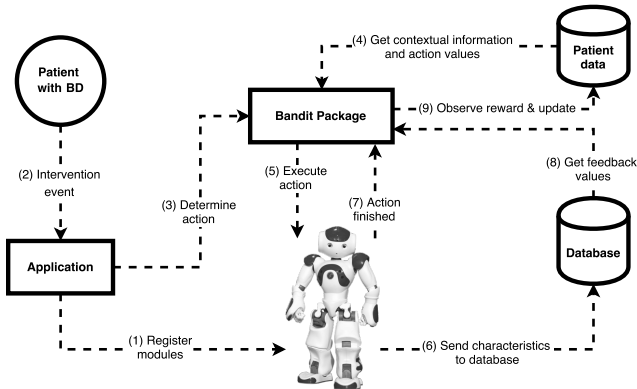 (4) Get contextual information
and action values
Patient
data
Patient
with BD
Bandit Package
(9) Observe reward & update
(2) Intervention
event
(3) Determine
action
(5) Execute
action
(7) Action
finished
(8) Get feedback
values
Application
Database
(1) Register
modules
(6) Send characteristics
to database